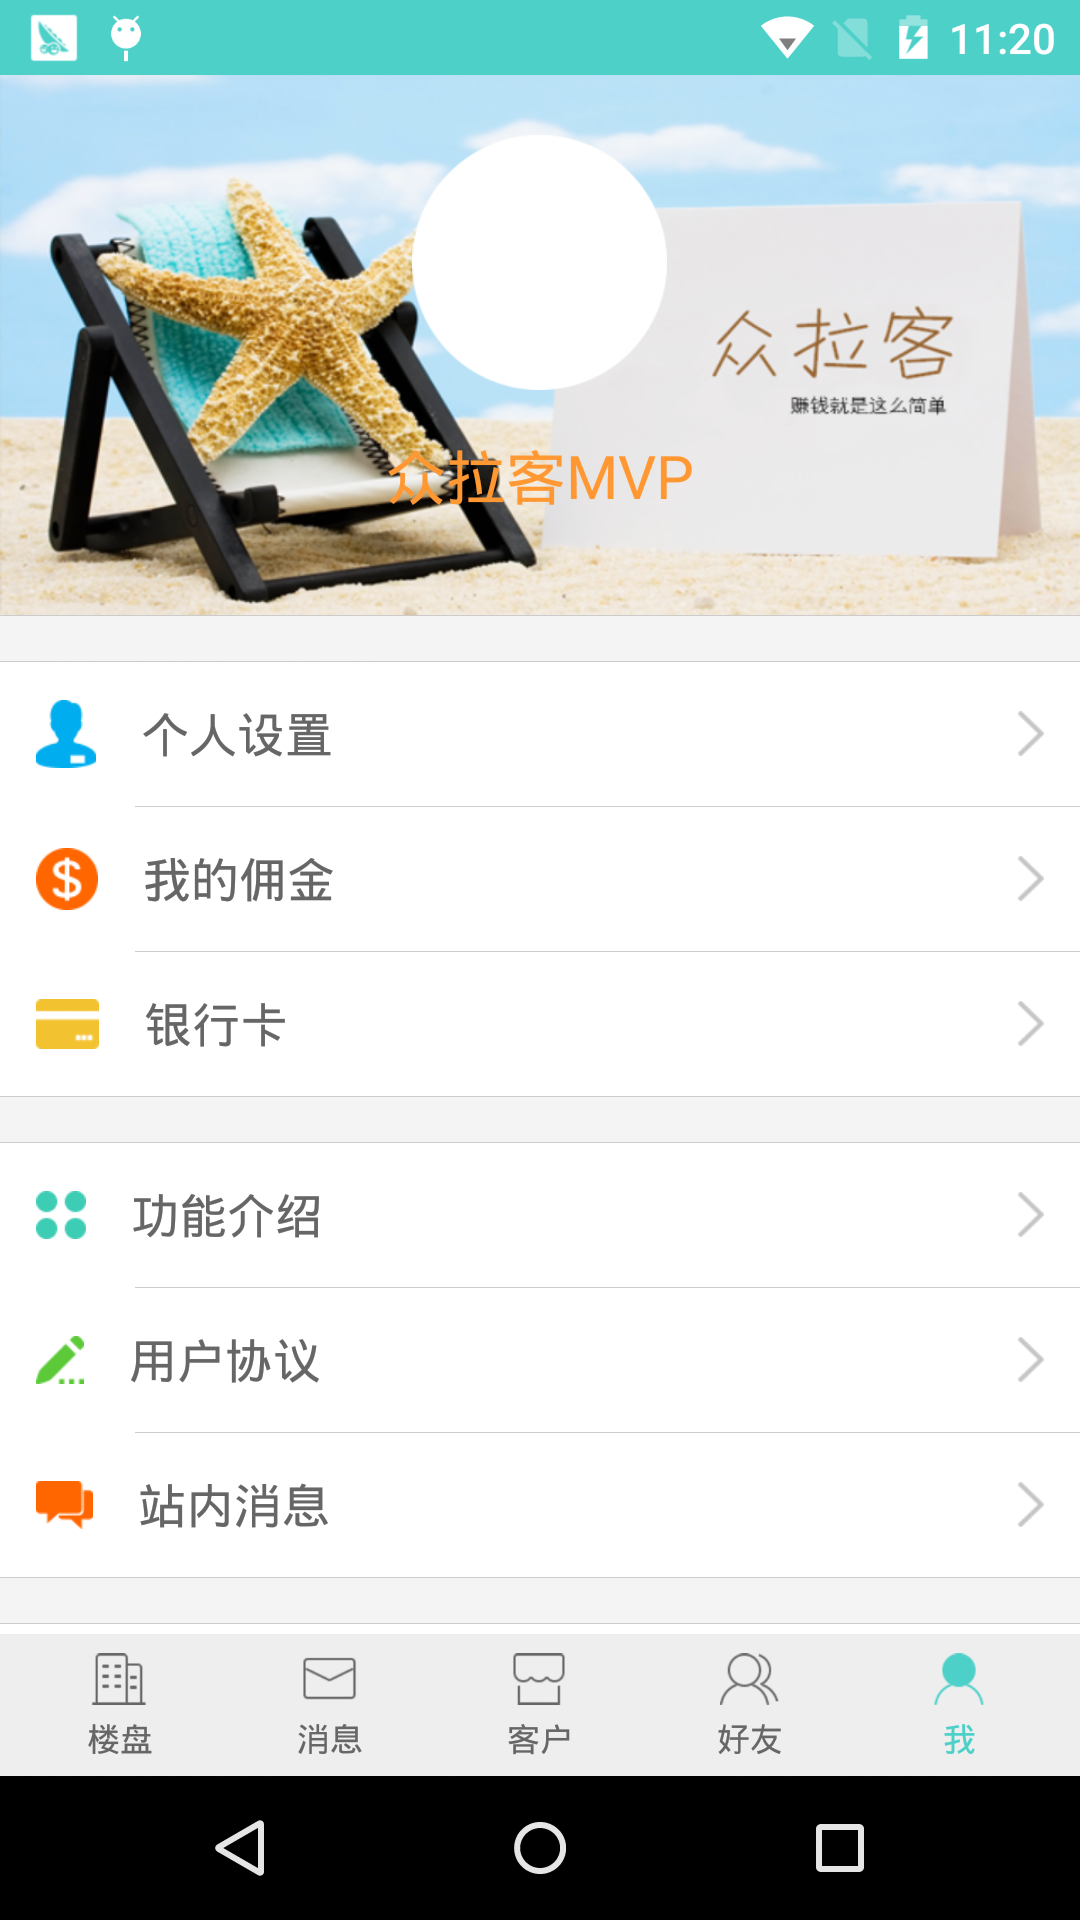 11:20
众拉客
赚钱就是这么简单
众拉客MVP
个人设置
我的佣金
银行卡
功能介绍
用户协议
站内消息
楼盘
消息
客户
好友
我